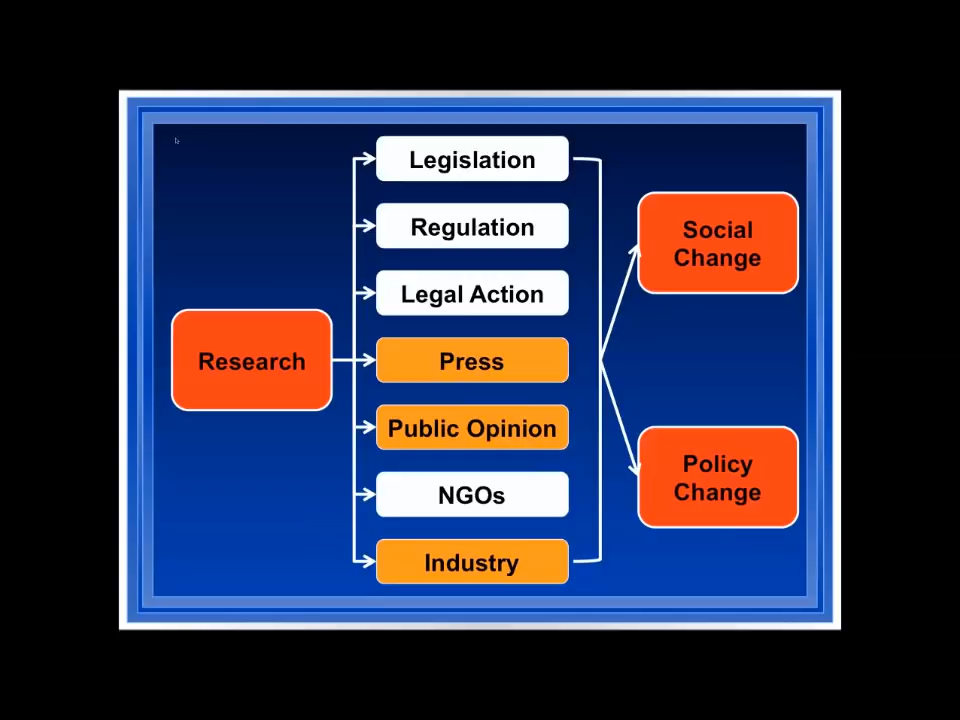 Legislation
Regulation
Legal Action
Research
Press
Public Opinion
NGOs
Industry
Social
Change
Policy
Change